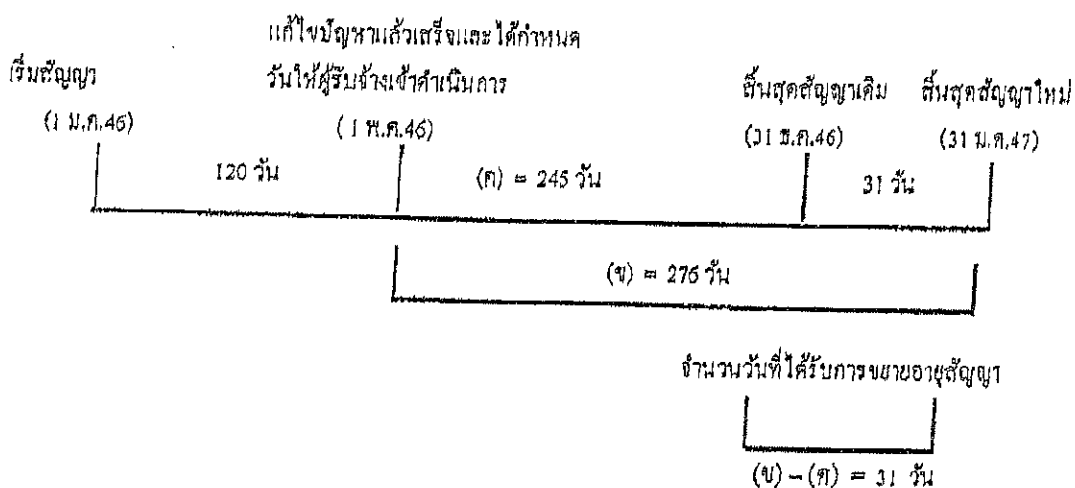 แก้ไขปัญหาแล้วเสร็จและได้กำหนด
เริ่มสัญญา
วันให้ผู้รับจ้างเข้าดำเนินการ
สิ้นสุดสัญญาเดิม
สิ้นสุดสัญญาใหม่
(1 ม.ค.46)
(1 พ.ค.46)
(31 ธ.ค.46)
(31 ม.ค.47)
120 วัน
(ค) = 245 วัน
31 วัน
(ข) = 276 วัน
จำนวนวันที่ได้รับการขยายอายุสัญญา
(ข) – (ค) = 31 วัน